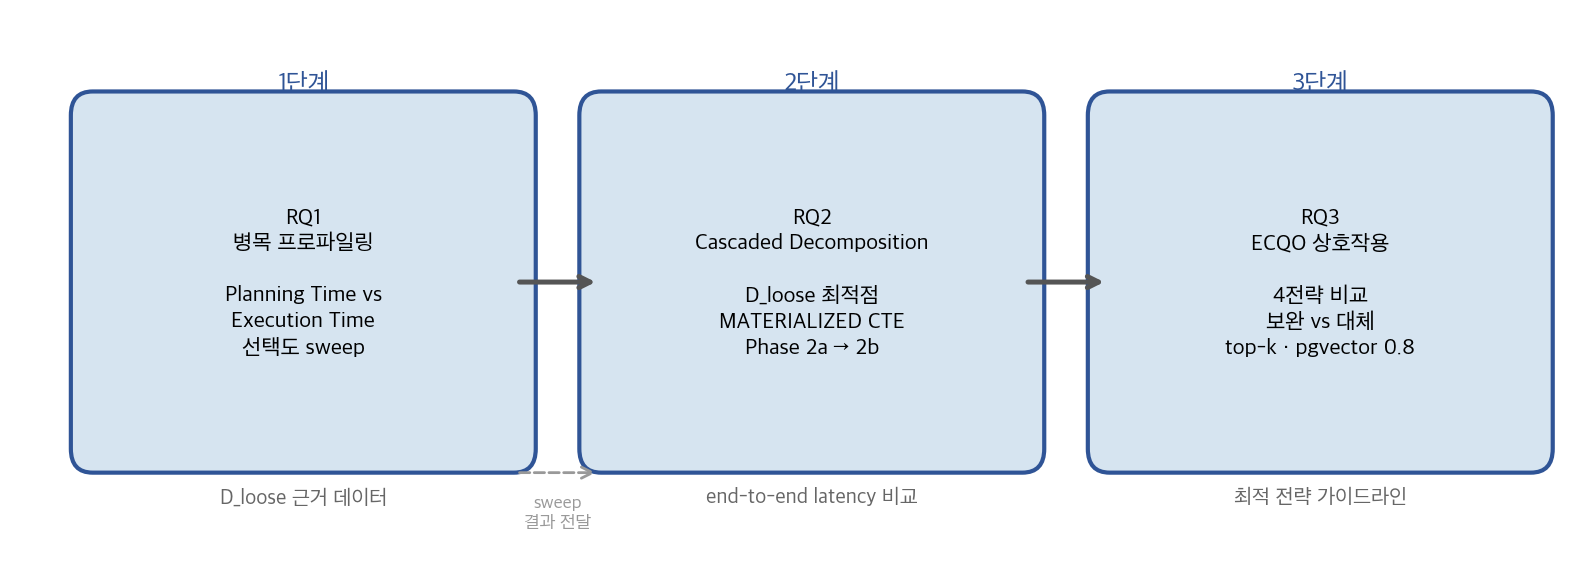 1단계
RQ1
병목 프로파일링
Planning Time vs
Execution Time
선택도 sweep
D_loose 근거 데이터
sweep
결과 전달
2단계
RQ2
Cascaded Decomposition
D_loose 최적점
MATERIALIZED CTE
Phase 2a → 2b
end-to-end latency 비교
3단계
RQ3
ECQO 상호작용
4전략 비교
보완 vs 대체
top-k · pgvector 0.8
최적 전략 가이드라인